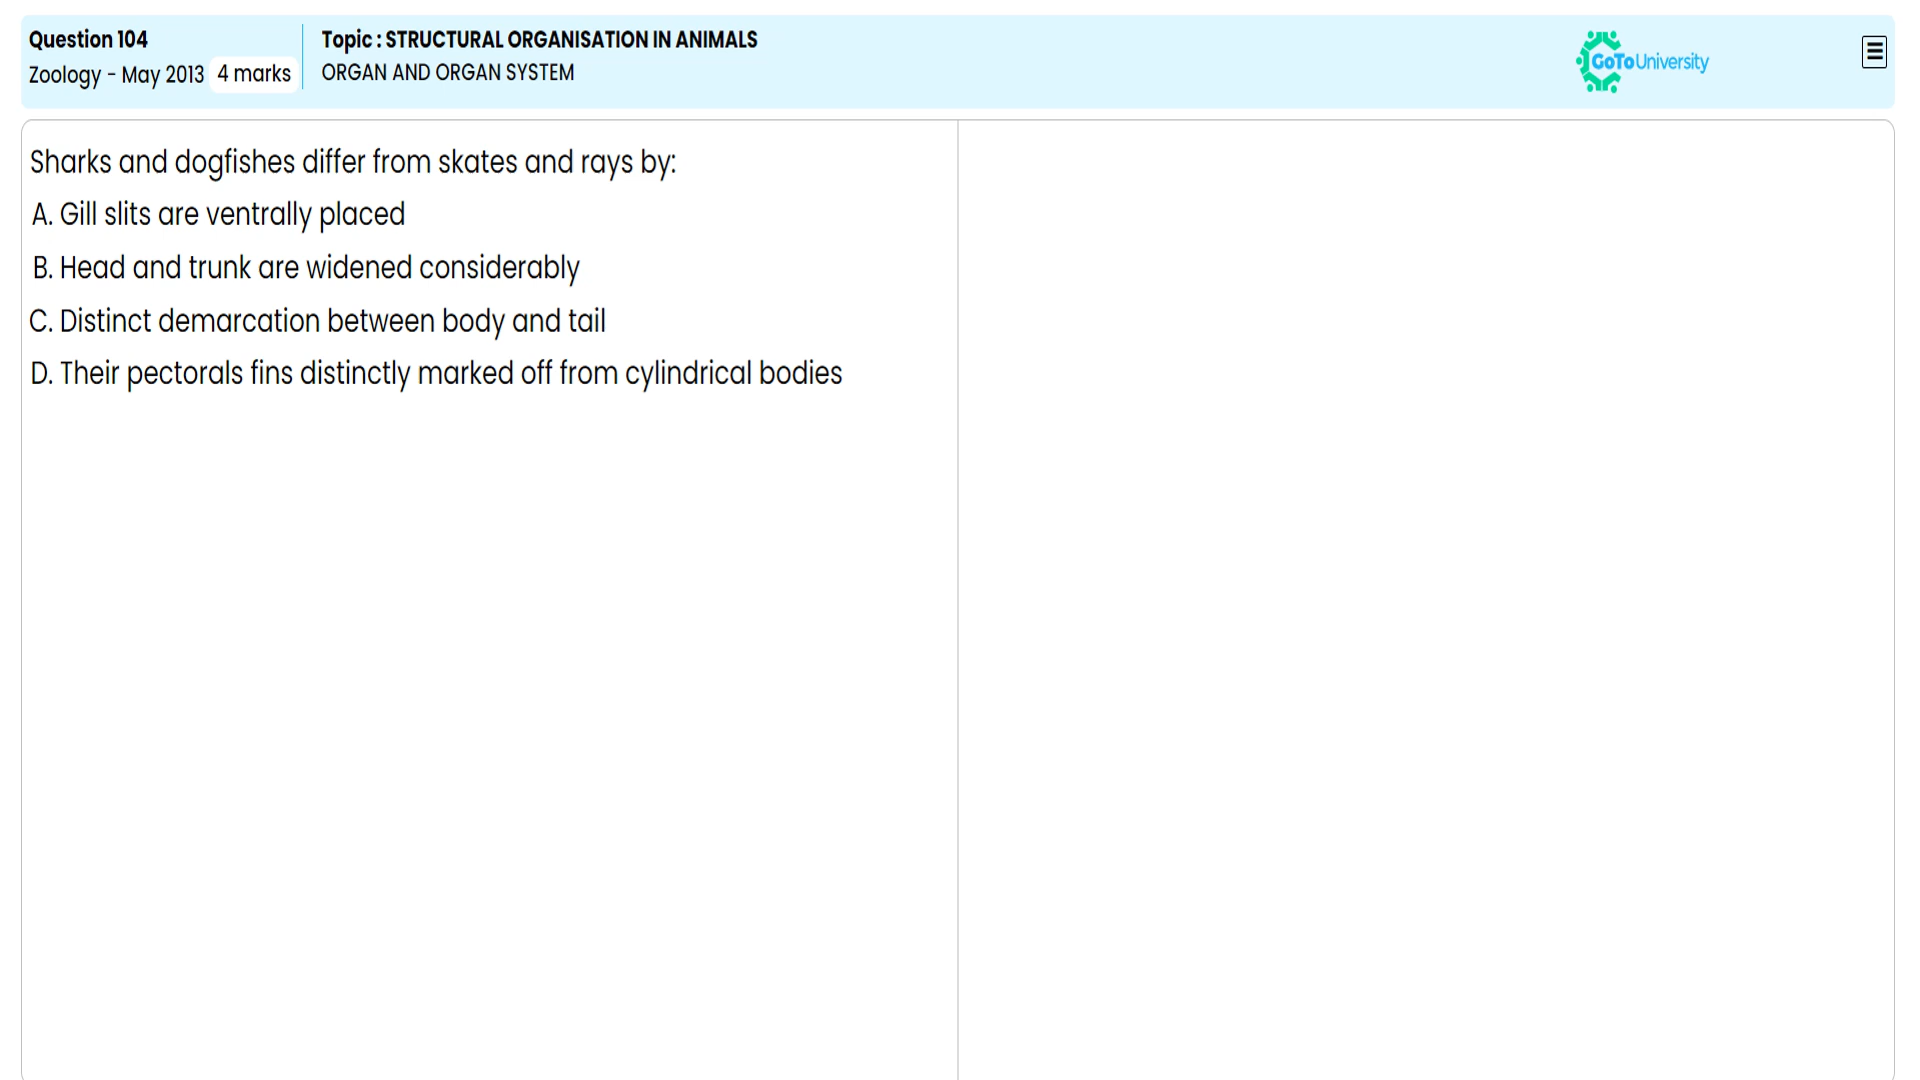 Question 104
Zoology - May 2013 4 marks
Topic : STRUCTURAL ORGANISATION IN ANIMALS
ORGAN AND ORGAN SYSTEM
GoToUniversity
Sharks and dogfishes differ from skates and rays by:
A. Gill slits are ventrally placed
B. Head and trunk are widened considerably
C. Distinct demarcation between body and tail
D. Their pectorals fins distinctly marked off from cylindrical bodies